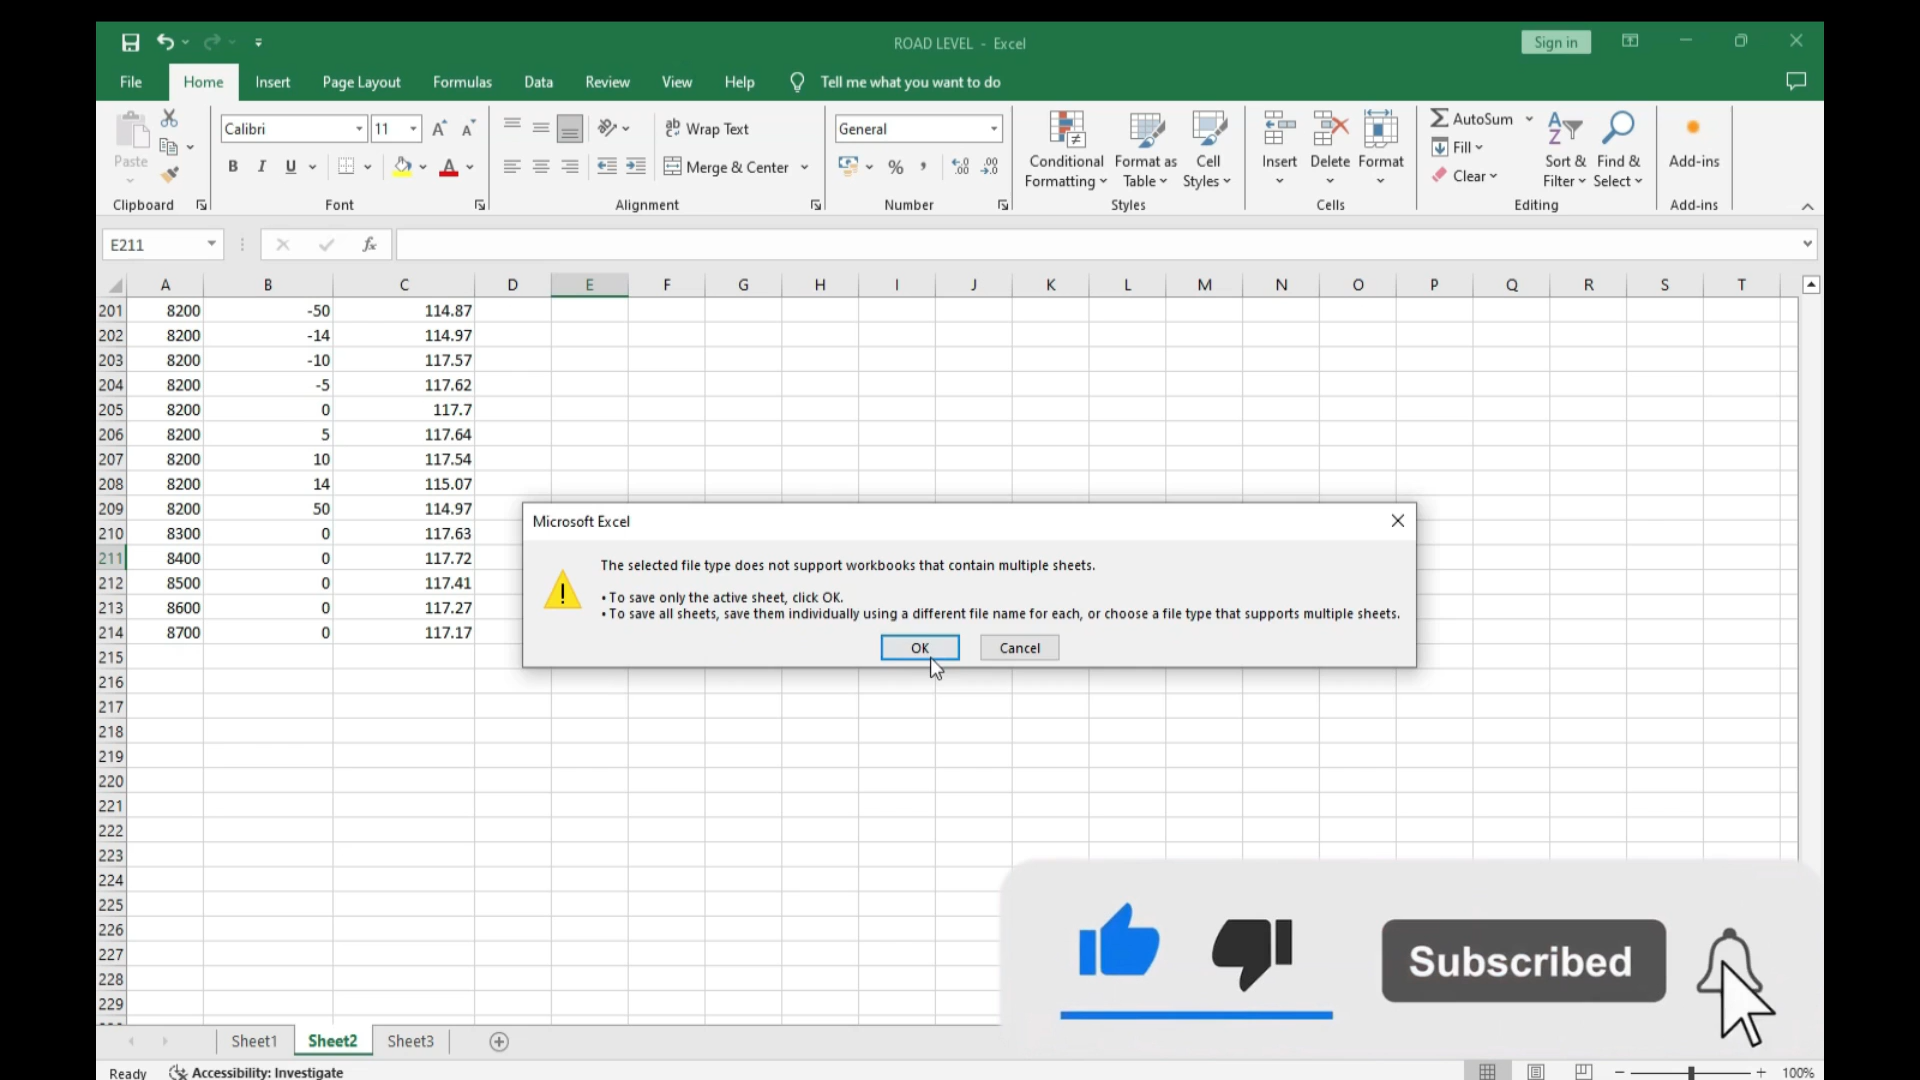 ROAD LEVEL - Excel
Sign in
File Home Insert Page Layout Formulas Data Review View Help Tell me what you want to do
Paste
Clipboard
Calibri 11
B I U
Font
Wrap Text
Merge & Center
Alignment
General
Number
Conditional Formatting
Format as Table
Cell Styles
Styles
Insert Delete Format
Cells
AutoSum
Fill
Clear
Sort & Filter
Find & Select
Editing
Add-ins
Add-ins
E211 fx
A B C D E F G H I J K L M N O P Q R S T
201 8200 -50 114.87
202 8200 -14 114.97
203 8200 -10 117.57
204 8200 -5 117.62
205 8200 0 117.7
206 8200 5 117.64
207 8200 10 117.54
208 8200 14 115.07
209 8200 50 114.97
210 8300 0 117.63
211 8400 0 117.72
212 8500 0 117.41
213 8600 0 117.27
214 8700 0 117.17
215
216
217
218
219
220
221
222
223
224
225
226
227
228
229
Microsoft Excel
The selected file type does not support workbooks that contain multiple sheets.
• To save only the active sheet, click OK.
• To save all sheets, save them individually using a different file name for each, or choose a file type that supports multiple sheets.
OK Cancel
Subscribed
Sheet1 Sheet2 Sheet3
Ready Accessibility: Investigate 100%